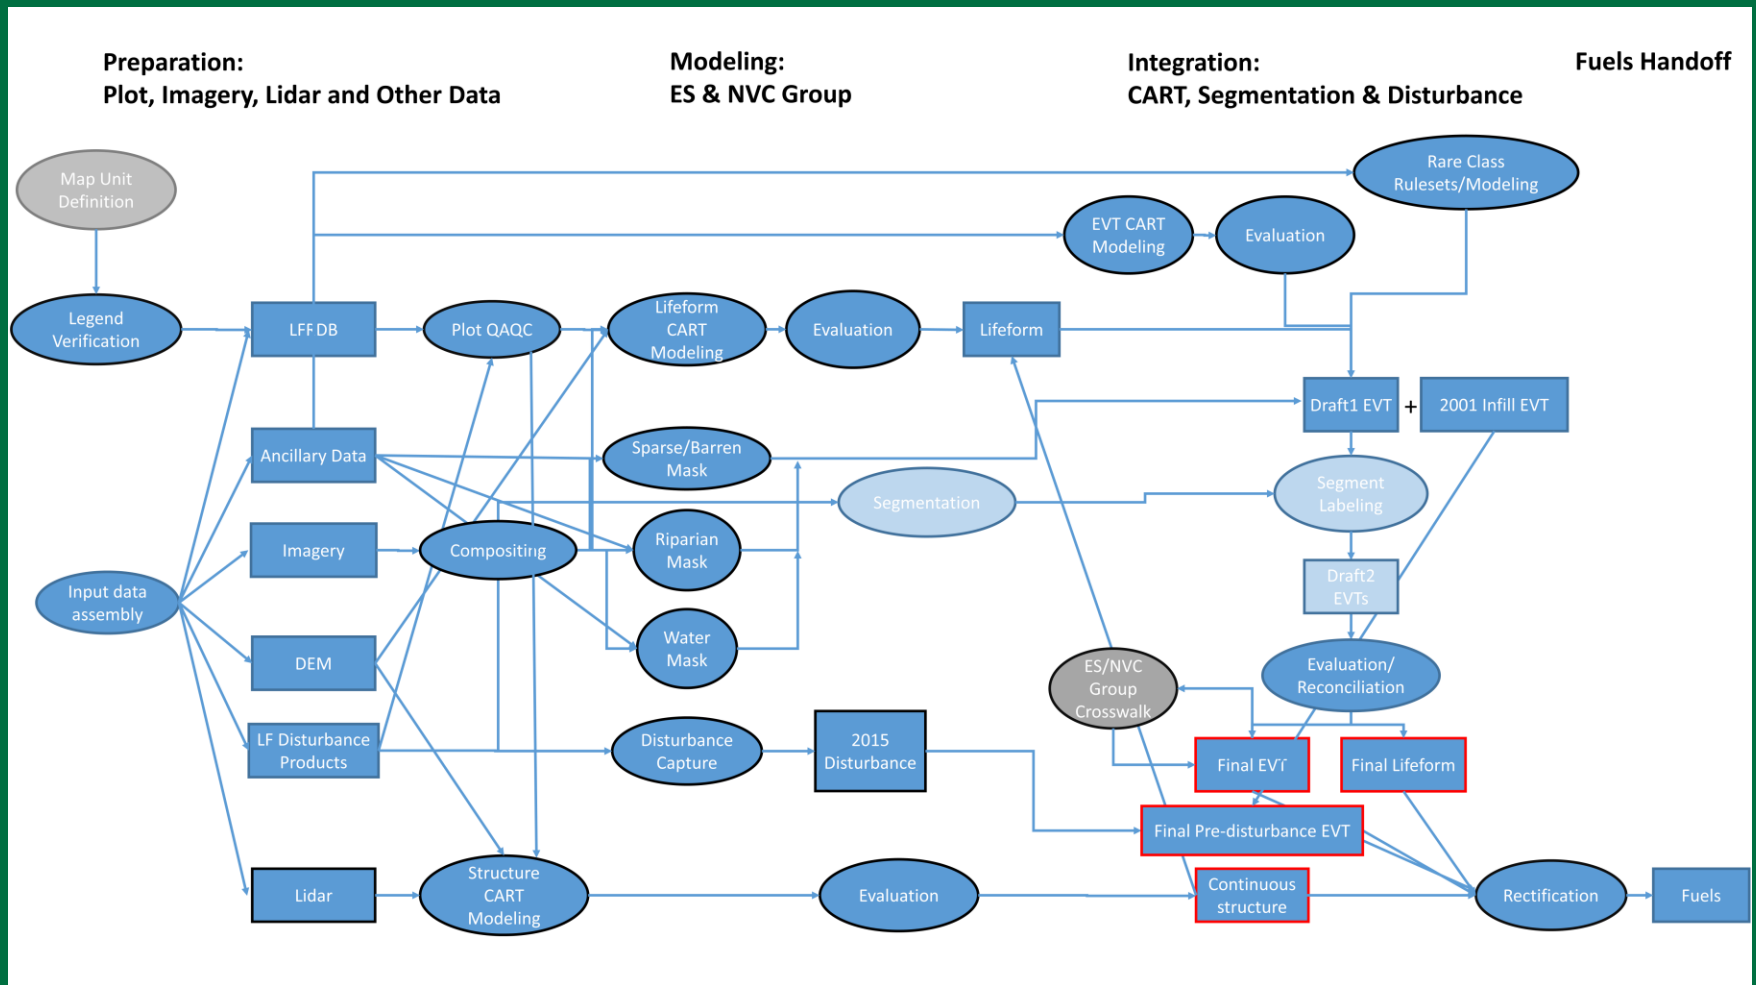 Preparation:
Plot, Imagery, Lidar and Other Data
Modeling:
ES & NVC Group
Integration:
CART, Segmentation & Disturbance
Fuels Handoff
Map Unit
Definition
Rare Class
Rulesets/Modeling
EVT CART
Modeling
Evaluation
Legend
Verification
LFRDB
Plot QAQC
Lifeform
CART
Modeling
Evaluation
Lifeform
Draft1 EVT
+
2001 Infill EVT
Ancillary Data
Sparse/Barren
Mask
Segmentation
Segment
Labeling
Imagery
Compositing
Riparian
Mask
Input data
assembly
Draft2
EVTs
DEM
Water
Mask
ES/NVC
Group
Crosswalk
Evaluation/
Reconciliation
LF Disturbance
Products
Disturbance
Capture
2015
Disturbance
Final EVT
Final Lifeform
Final Pre-disturbance EVT
Lidar
Structure
CART
Modeling
Evaluation
Continuous
structure
Rectification
Fuels